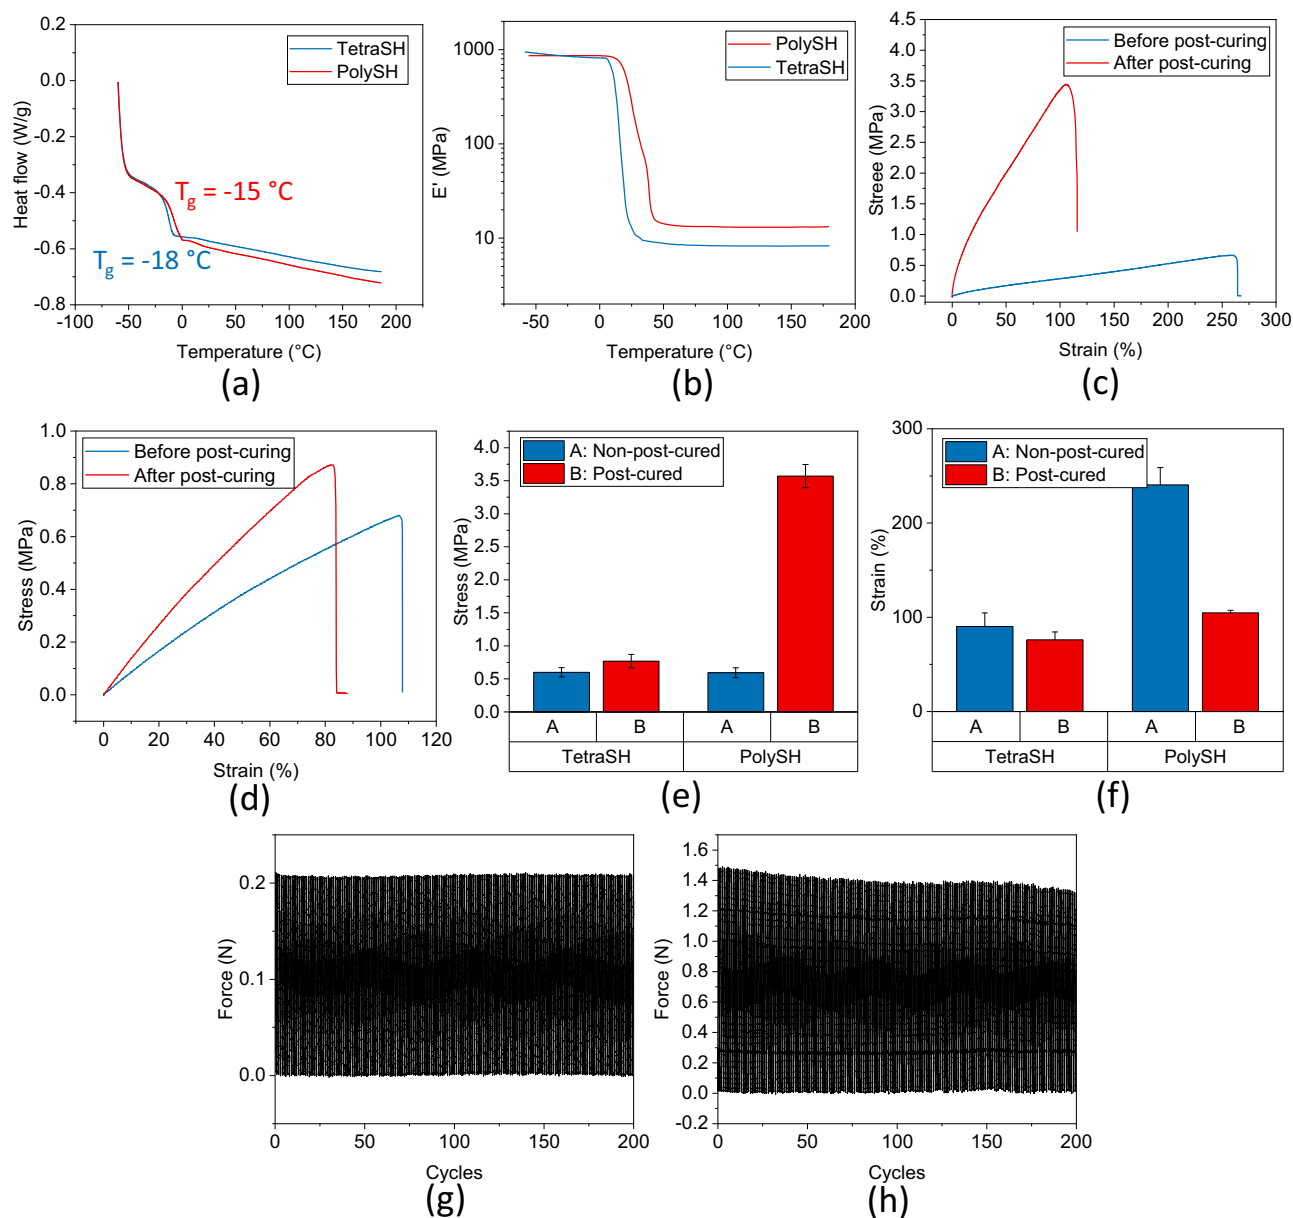 0.2
0.0
-0.2
-0.4
-0.6
-0.8
Heat flow (W/g)
TetraSH
PolySH
Tg = -15 °C
Tg = -18 °C
-100 -50 0 50 100 150 200
Temperature (°C)
(a)
1000
100
10
E' (MPa)
PolySH
TetraSH
-50 0 50 100 150 200
Temperature (°C)
(b)
4.5
4.0
3.5
3.0
2.5
2.0
1.5
1.0
0.5
0.0
Streee (MPa)
Before post-curing
After post-curing
0 50 100 150 200 250 300
Strain (%)
(c)
1.0
0.8
0.6
0.4
0.2
0.0
Stress (MPa)
Before post-curing
After post-curing
0 20 40 60 80 100 120
Strain (%)
(d)
4.0
3.5
3.0
2.5
2.0
1.5
1.0
0.5
0.0
Stress (MPa)
A: Non-post-cured
B: Post-cured
A B A B
TetraSH PolySH
(e)
300
200
100
0
Strain (%)
A: Non-post-cured
B: Post-cured
A B A B
TetraSH PolySH
(f)
0.2
0.1
0.0
Force (N)
0 50 100 150 200
Cycles
(g)
1.6
1.4
1.2
1.0
0.8
0.6
0.4
0.2
0.0
-0.2
Force (N)
0 50 100 150 200
Cycles
(h)